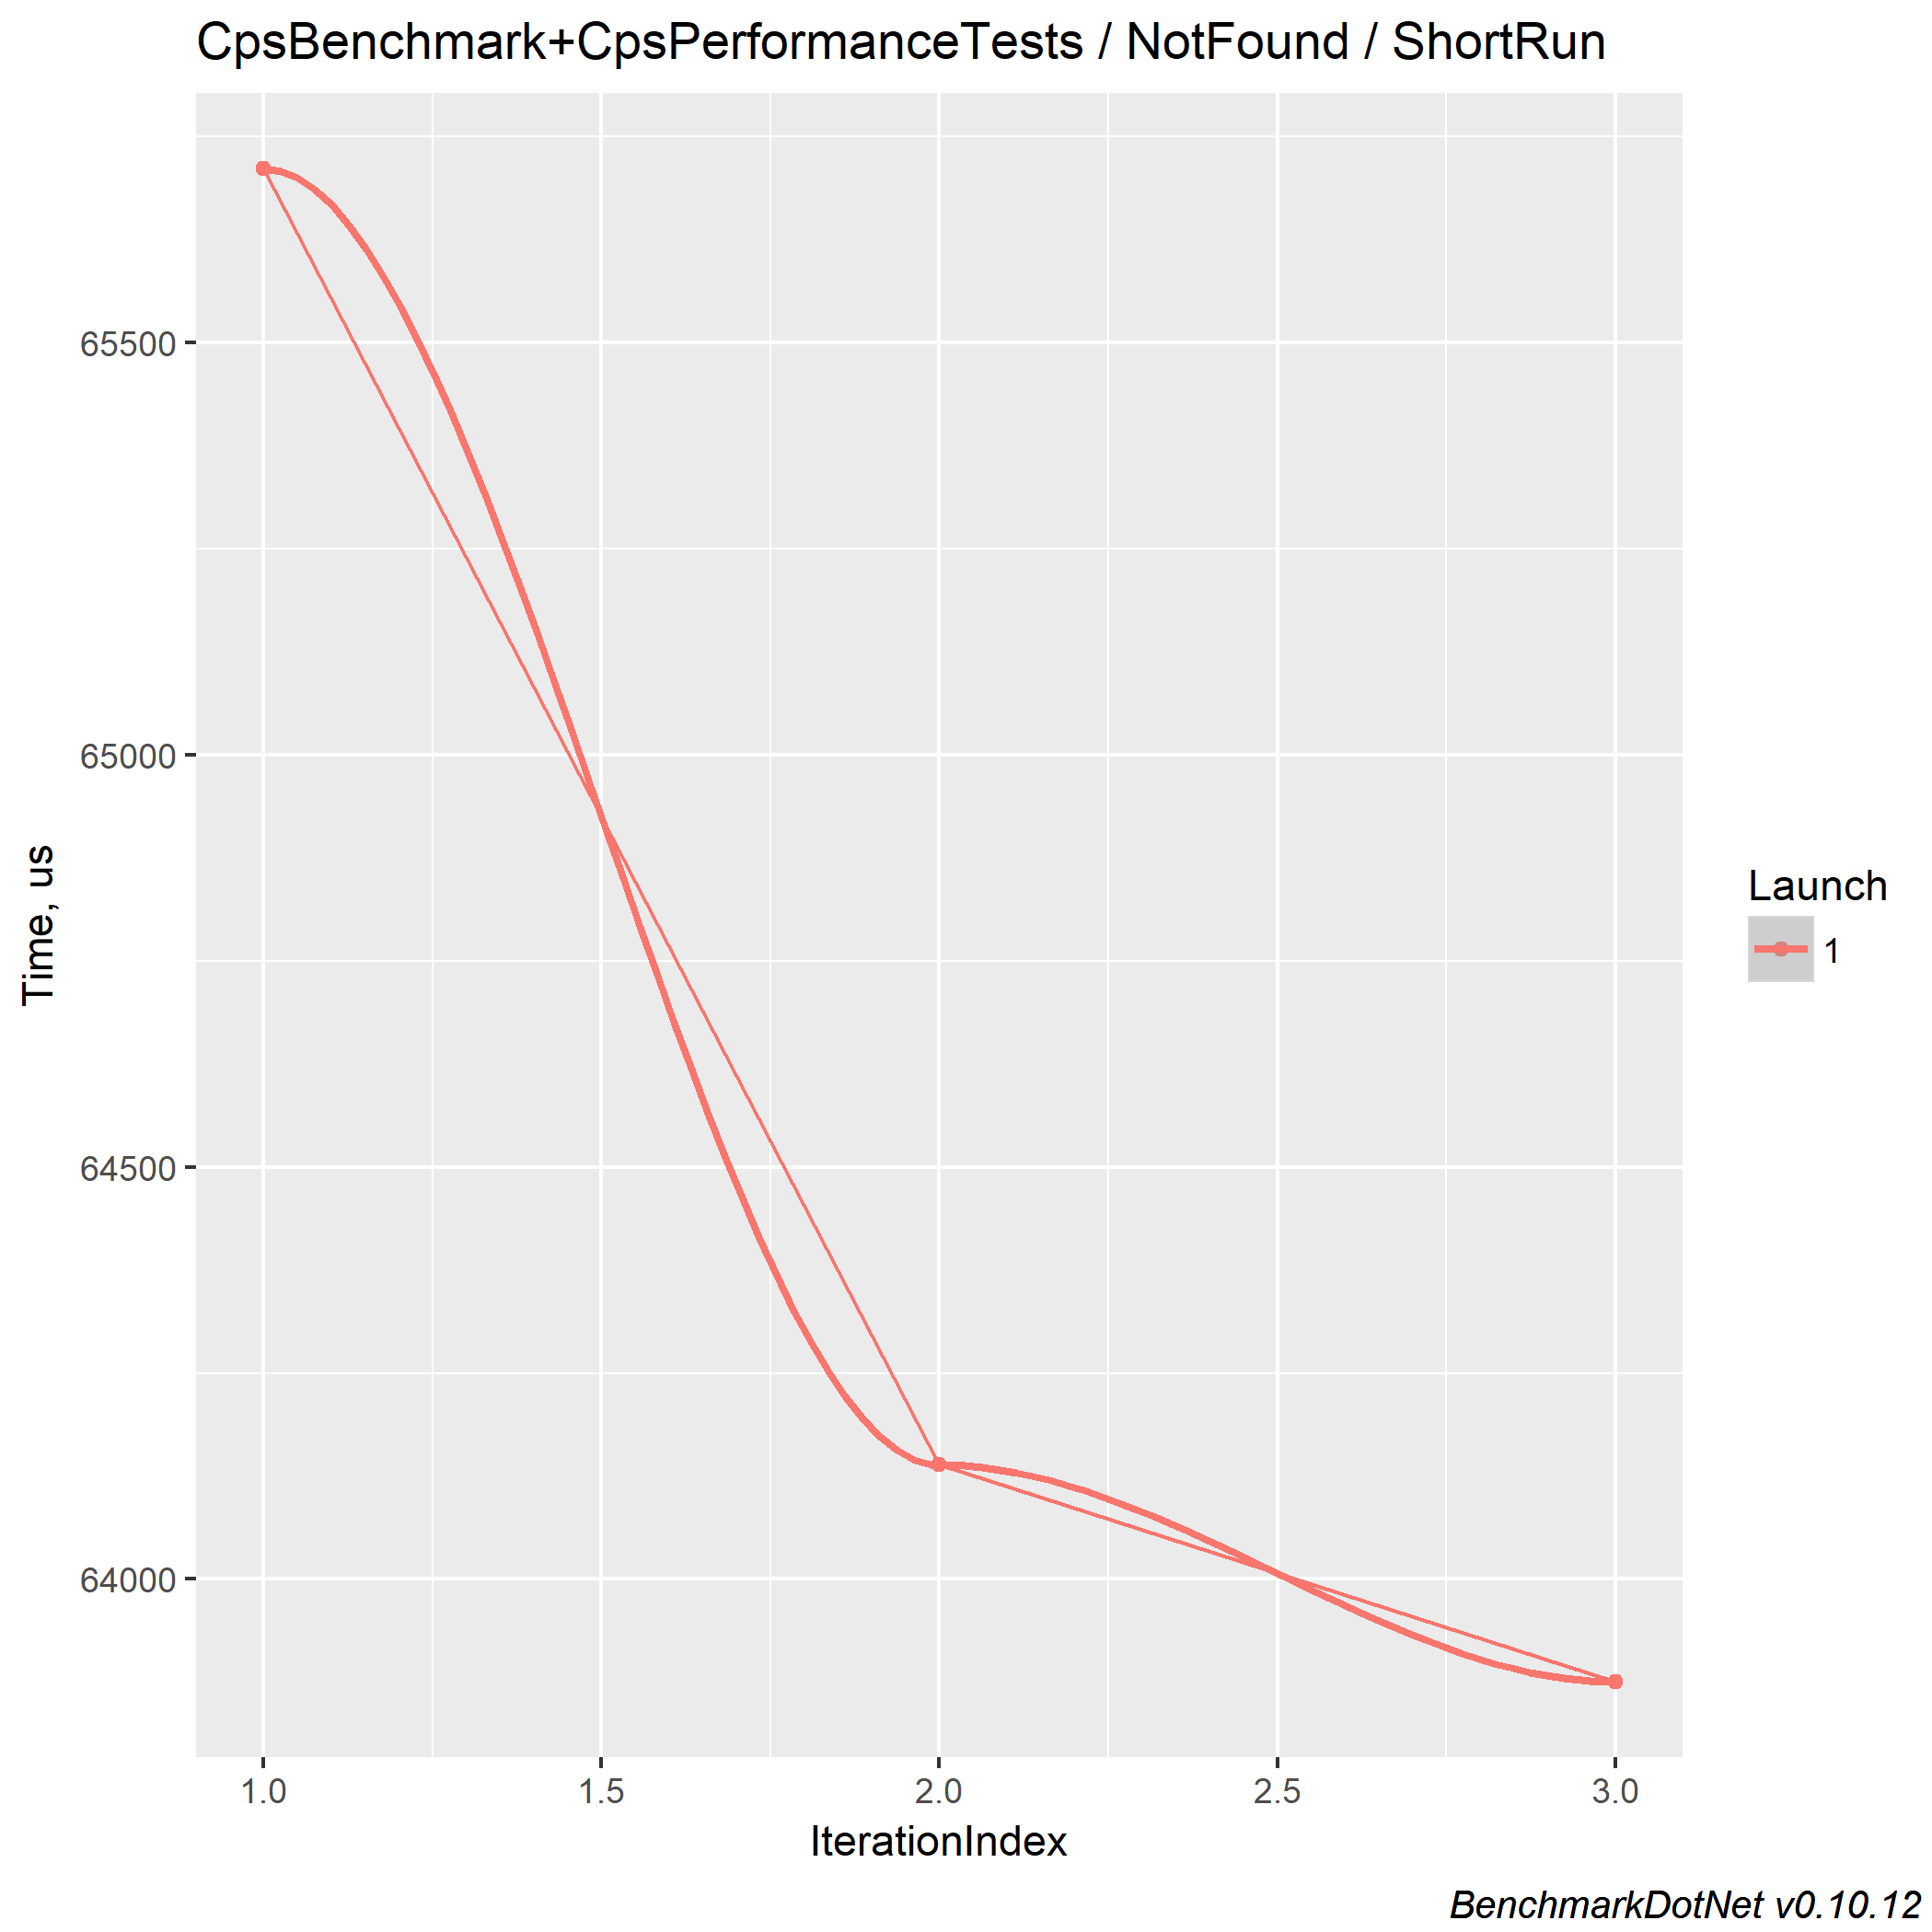 CpsBenchmark+CpsPerformanceTests / NotFound / ShortRun
65500
65000
64500
64000
Time, us
1.0 1.5 2.0 2.5 3.0
IterationIndex
Launch
1
BenchmarkDotNet v0.10.12